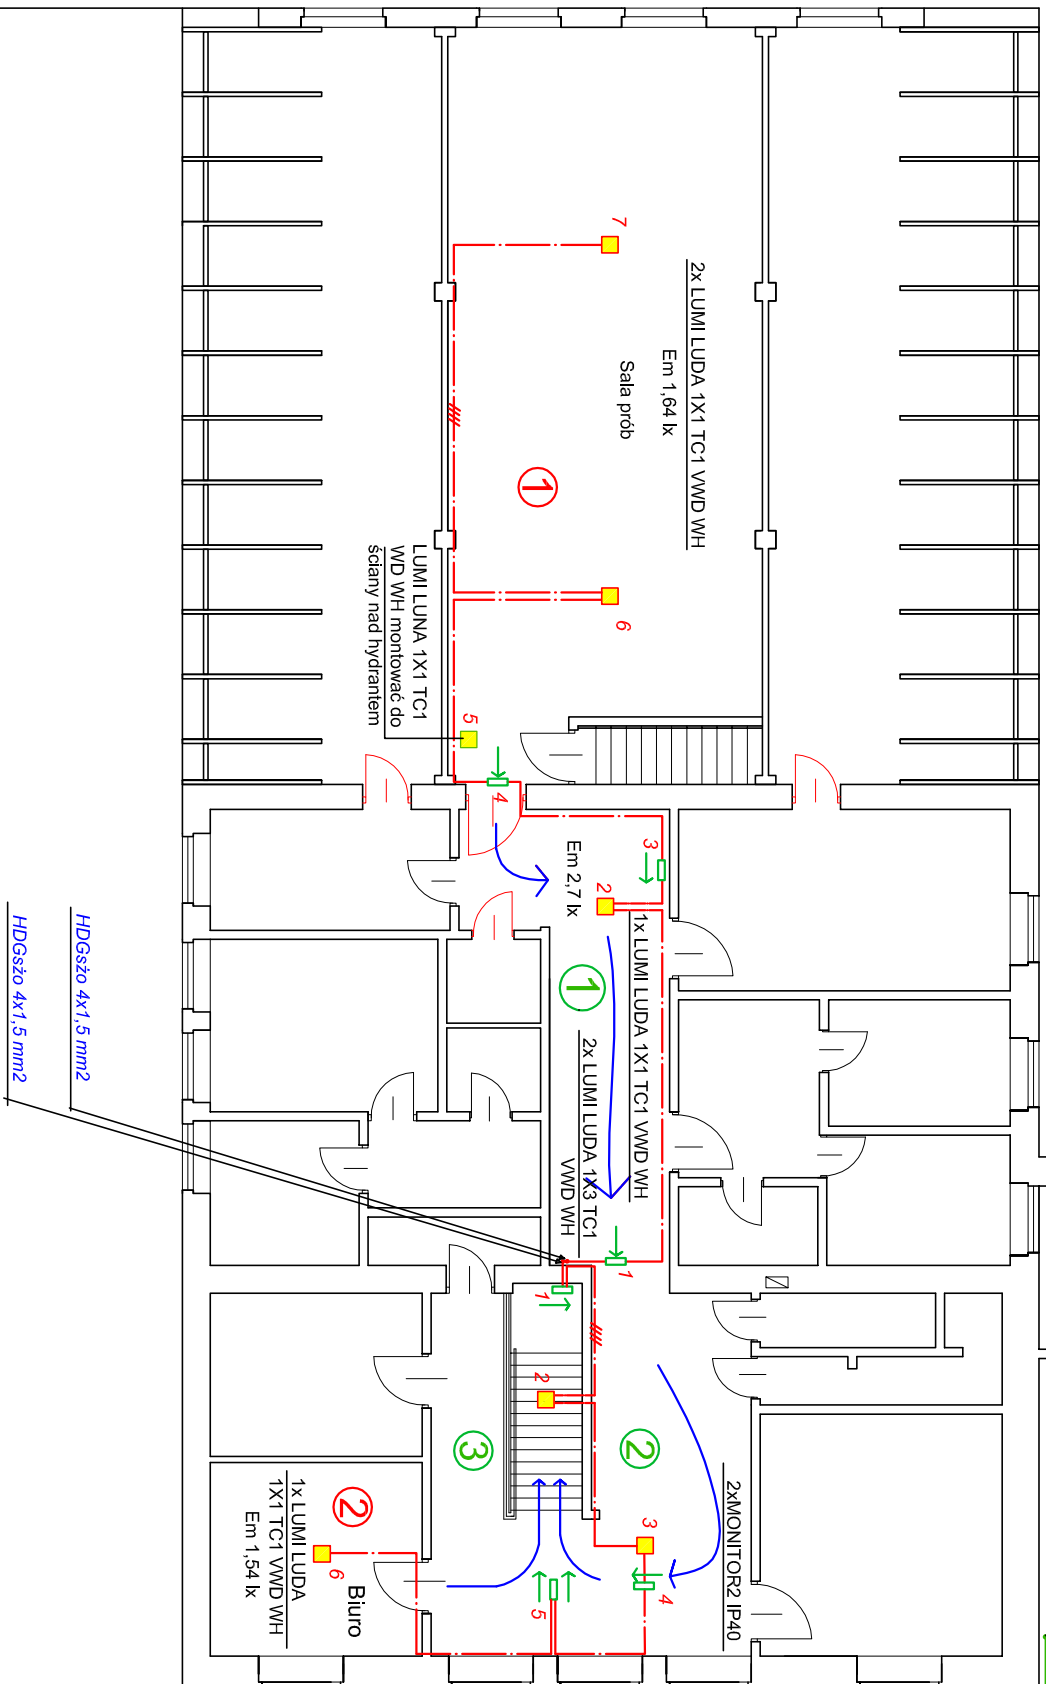 7
2x LUMI LUDA 1X1 TC1 VWD WH
Em 1,64 lx
Sala prób
1
6
LUMI LUNA 1X1 TC1
WD WH montować do
ściany nad hydrantem
5
4
3
Em 2,7 lx
2
1x LUMI LUDA 1X1 TC1 VWD WH
1
2x LUMI LUDA 1X3 TC1
VWD WH
HDGsżo 4x1,5 mm2
HDGsżo 4x1,5 mm2
1
1
2
3
2
2xMONITOR2 IP40
3
4
5
2
1x LUMI LUDA
1X1 TC1 VWD WH
Em 1,54 lx
6
Biuro